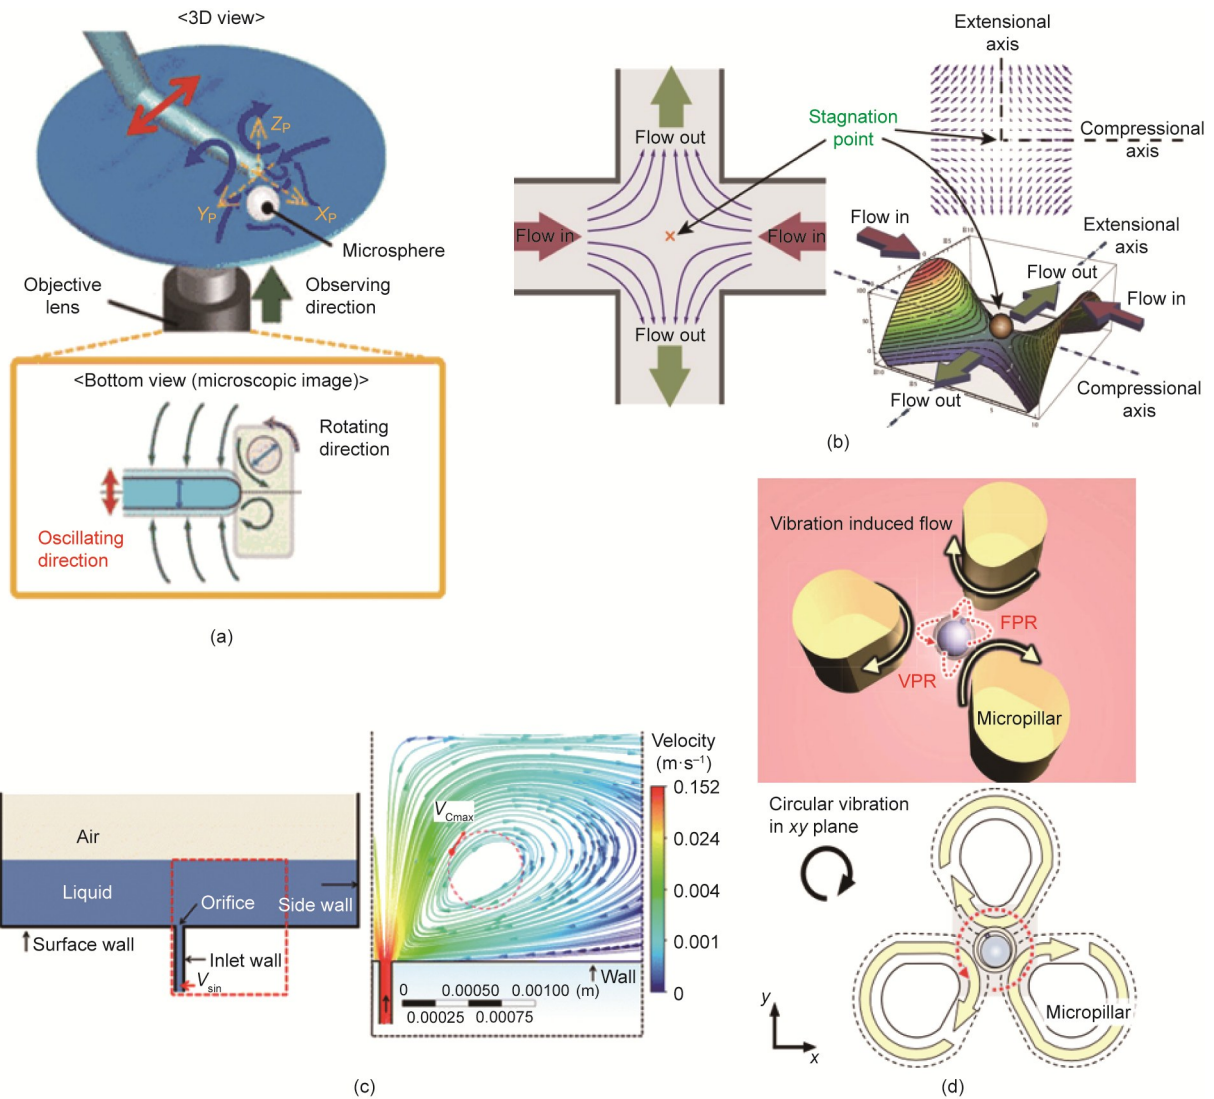 <3D view>
Z_P
Y_P
X_P
Microsphere
Objective
lens
Observing
direction
<Bottom view (microscopic image)>
Rotating
direction
Oscillating
direction
(a)
Extensional
axis
Flow out
Stagnation
point
Compressional
axis
Flow in
Flow in
Flow out
Flow in
Extensional
axis
Flow out
Flow in
Flow out
Compressional
axis
(b)
Air
Liquid
Orifice
Side wall
Surface wall
Inlet wall
V_sin
V_Cmax
Velocity
(m·s⁻¹)
0.152
0.024
0.004
0.001
0
Wall
0 0.00050 0.00100 (m)
0.00025 0.00075
(c)
Vibration induced flow
FPR
VPR
Micropillar
Circular vibration
in xy plane
Micropillar
y
x
(d)